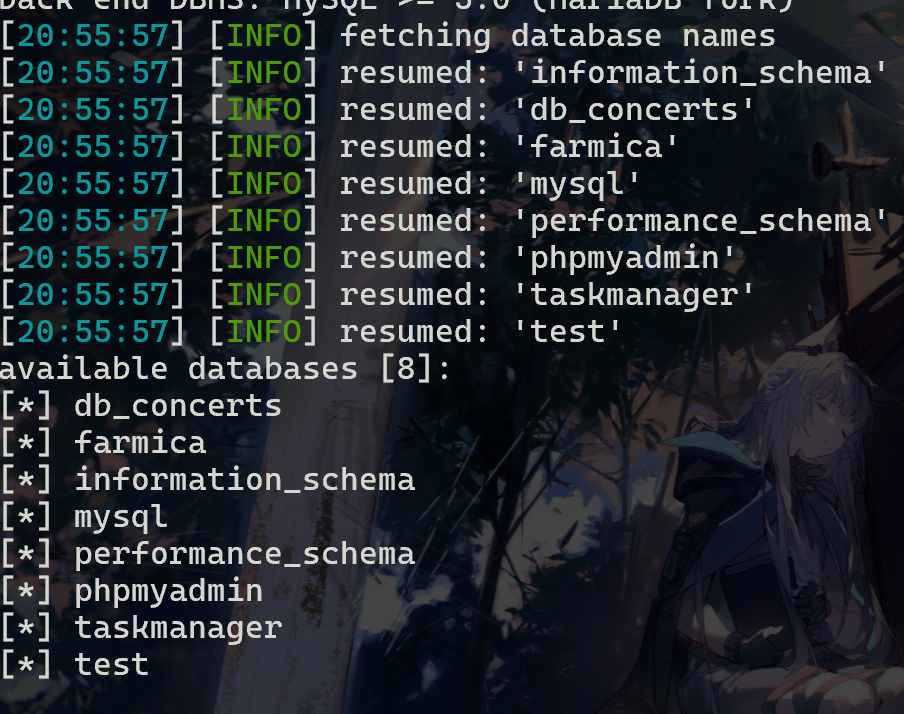 back end DBMS: MySQL >= 5.0 (MariaDB fork)
[20:55:57] [INFO] fetching database names
[20:55:57] [INFO] resumed: 'information_schema'
[20:55:57] [INFO] resumed: 'db_concerts'
[20:55:57] [INFO] resumed: 'farmica'
[20:55:57] [INFO] resumed: 'mysql'
[20:55:57] [INFO] resumed: 'performance_schema'
[20:55:57] [INFO] resumed: 'phpmyadmin'
[20:55:57] [INFO] resumed: 'taskmanager'
[20:55:57] [INFO] resumed: 'test'
available databases [8]:
[*] db_concerts
[*] farmica
[*] information_schema
[*] mysql
[*] performance_schema
[*] phpmyadmin
[*] taskmanager
[*] test